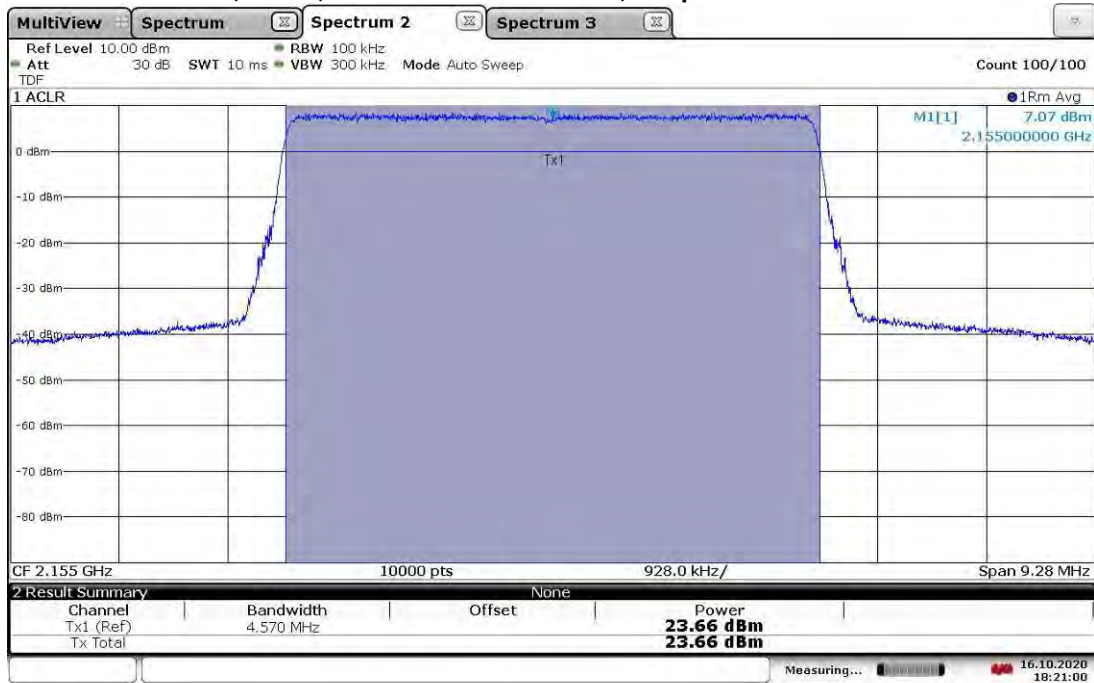 MultiView Spectrum Spectrum 2 Spectrum 3
Ref Level 10.00 dBm RBW 100 kHz
Att 30 dB SWT 10 ms VBW 300 kHz Mode Auto Sweep Count 100/100
TDF
1 ACLR 1Rm Avg
M1[1] 7.07 dBm
2.155000000 GHz
0 dBm
Tx1
-10 dBm
-20 dBm
-30 dBm
-40 dBm
-50 dBm
-60 dBm
-70 dBm
-80 dBm
CF 2.155 GHz 10000 pts 928.0 kHz/ Span 9.28 MHz
2 Result Summary None
Channel Bandwidth Offset Power
Tx1 (Ref) 4.570 MHz 23.66 dBm
Tx Total 23.66 dBm
Measuring... 16.10.2020
18:21:00